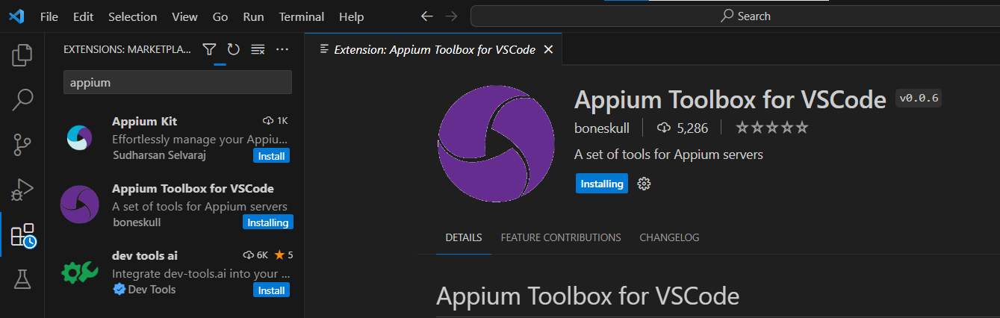 File Edit Selection View Go Run Terminal Help
Search
EXTENSIONS: MARKETPLA...
appium
Appium Kit 1K
Effortlessly manage your Appiu...
Sudharsan Selvaraj Install
Appium Toolbox for VSCode
A set of tools for Appium servers
boneskull Installing
dev tools ai 6K 5
Integrate dev-tools.ai into your ...
Dev Tools Install
Extension: Appium Toolbox for VSCode
Appium Toolbox for VSCode v0.0.6
boneskull 5,286
A set of tools for Appium servers
Installing
DETAILS FEATURE CONTRIBUTIONS CHANGELOG
Appium Toolbox for VSCode